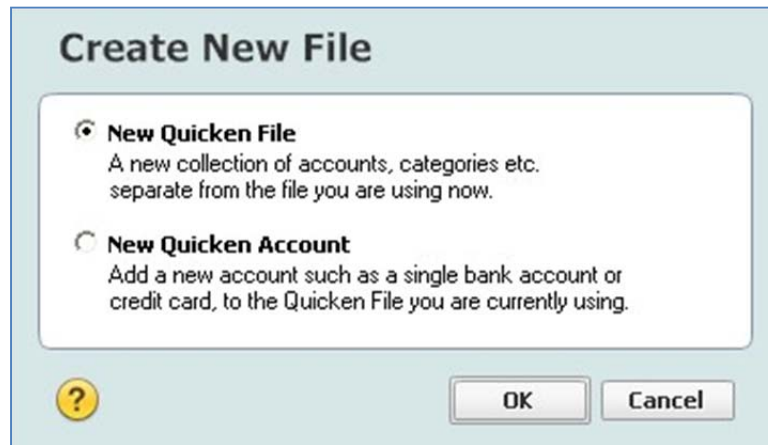 Create New File
New Quicken File
A new collection of accounts, categories etc.
separate from the file you are using now.
New Quicken Account
Add a new account such as a single bank account or
credit card, to the Quicken File you are currently using.
?
OK
Cancel